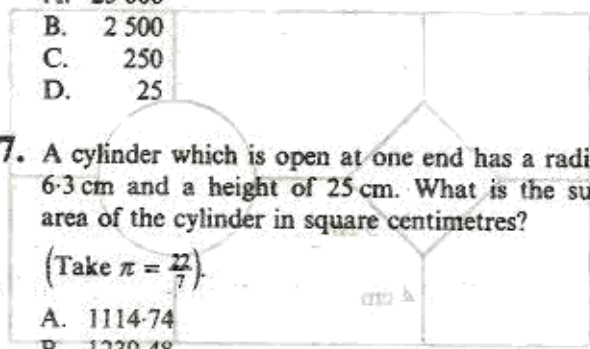 B. 2 500
C. 250
D. 25
7. A cylinder which is open at one end has a radi
6·3 cm and a height of 25 cm. What is the su
area of the cylinder in square centimetres?
(Take π = 22/7).
A. 1114·74
B. 1239·48